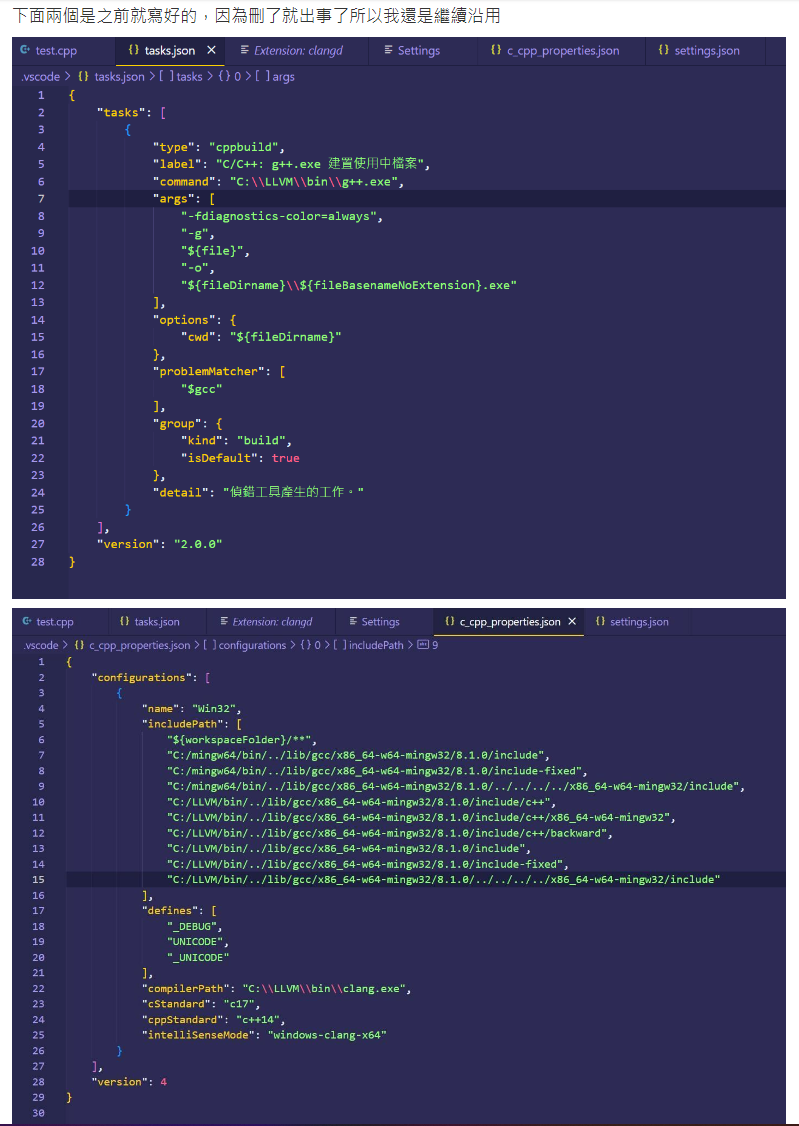 下面兩個是之前就寫好的，因為刪了就出事了所以我還是繼續沿用
test.cpp {} tasks.json × Extension: clangd Settings {} c_cpp_properties.json {} settings.json
.vscode > {} tasks.json > [ ] tasks > {} 0 > [ ] args
1 {
2 "tasks": [
3 {
4 "type": "cppbuild",
5 "label": "C/C++: g++.exe 建置使用中檔案",
6 "command": "C:\\LLVM\\bin\\g++.exe",
7 "args": [
8 "-fdiagnostics-color=always",
9 "-g",
10 "${file}",
11 "-o",
12 "${fileDirname}\\${fileBasenameNoExtension}.exe"
13 ],
14 "options": {
15 "cwd": "${fileDirname}"
16 },
17 "problemMatcher": [
18 "$gcc"
19 ],
20 "group": {
21 "kind": "build",
22 "isDefault": true
23 },
24 "detail": "偵錯工具產生的工作。"
25 }
26 ],
27 "version": "2.0.0"
28 }
test.cpp {} tasks.json Extension: clangd Settings {} c_cpp_properties.json × {} settings.json
.vscode > {} c_cpp_properties.json > [ ] configurations > {} 0 > [ ] includePath > 9
1 {
2 "configurations": [
3 {
4 "name": "Win32",
5 "includePath": [
6 "${workspaceFolder}/**",
7 "C:/mingw64/bin/../lib/gcc/x86_64-w64-mingw32/8.1.0/include",
8 "C:/mingw64/bin/../lib/gcc/x86_64-w64-mingw32/8.1.0/include-fixed",
9 "C:/mingw64/bin/../lib/gcc/x86_64-w64-mingw32/8.1.0/../../../../x86_64-w64-mingw32/include",
10 "C:/LLVM/bin/../lib/gcc/x86_64-w64-mingw32/8.1.0/include/c++",
11 "C:/LLVM/bin/../lib/gcc/x86_64-w64-mingw32/8.1.0/include/c++/x86_64-w64-mingw32",
12 "C:/LLVM/bin/../lib/gcc/x86_64-w64-mingw32/8.1.0/include/c++/backward",
13 "C:/LLVM/bin/../lib/gcc/x86_64-w64-mingw32/8.1.0/include",
14 "C:/LLVM/bin/../lib/gcc/x86_64-w64-mingw32/8.1.0/include-fixed",
15 "C:/LLVM/bin/../lib/gcc/x86_64-w64-mingw32/8.1.0/../../../../x86_64-w64-mingw32/include"
16 ],
17 "defines": [
18 "_DEBUG",
19 "UNICODE",
20 "_UNICODE"
21 ],
22 "compilerPath": "C:\\LLVM\\bin\\clang.exe",
23 "cStandard": "c17",
24 "cppStandard": "c++14",
25 "intelliSenseMode": "windows-clang-x64"
26 }
27 ],
28 "version": 4
29 }
30